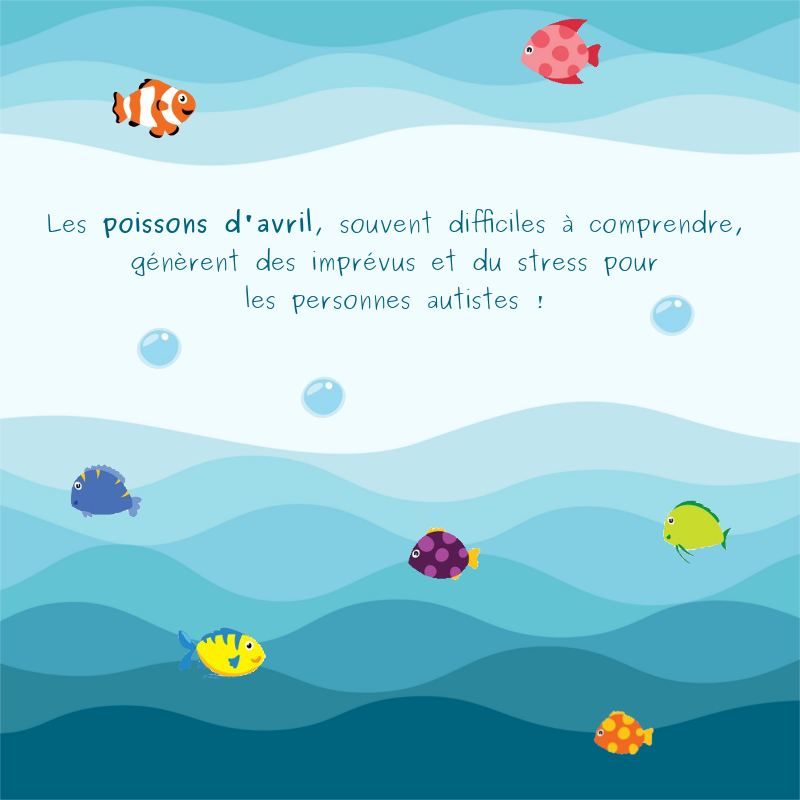 Les poissons d'avril, souvent difficiles à comprendre,
génèrent des imprévus et du stress pour
les personnes autistes !